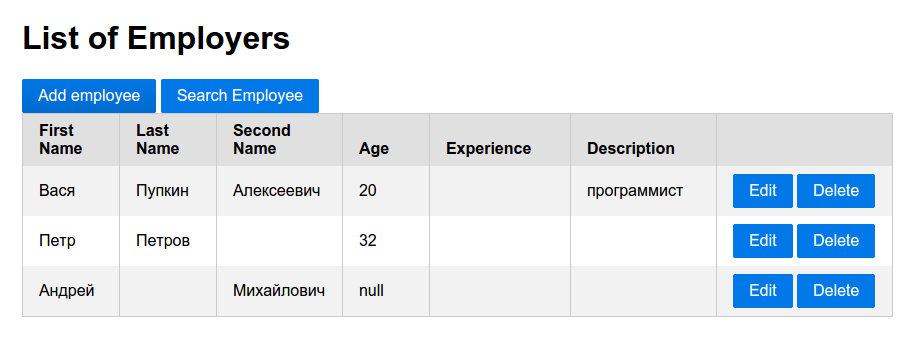 List of Employers
Add employee Search Employee
First Name Last Name Second Name Age Experience Description
Вася Пупкин Алексеевич 20 программист Edit Delete
Петр Петров 32 Edit Delete
Андрей Михайлович null Edit Delete